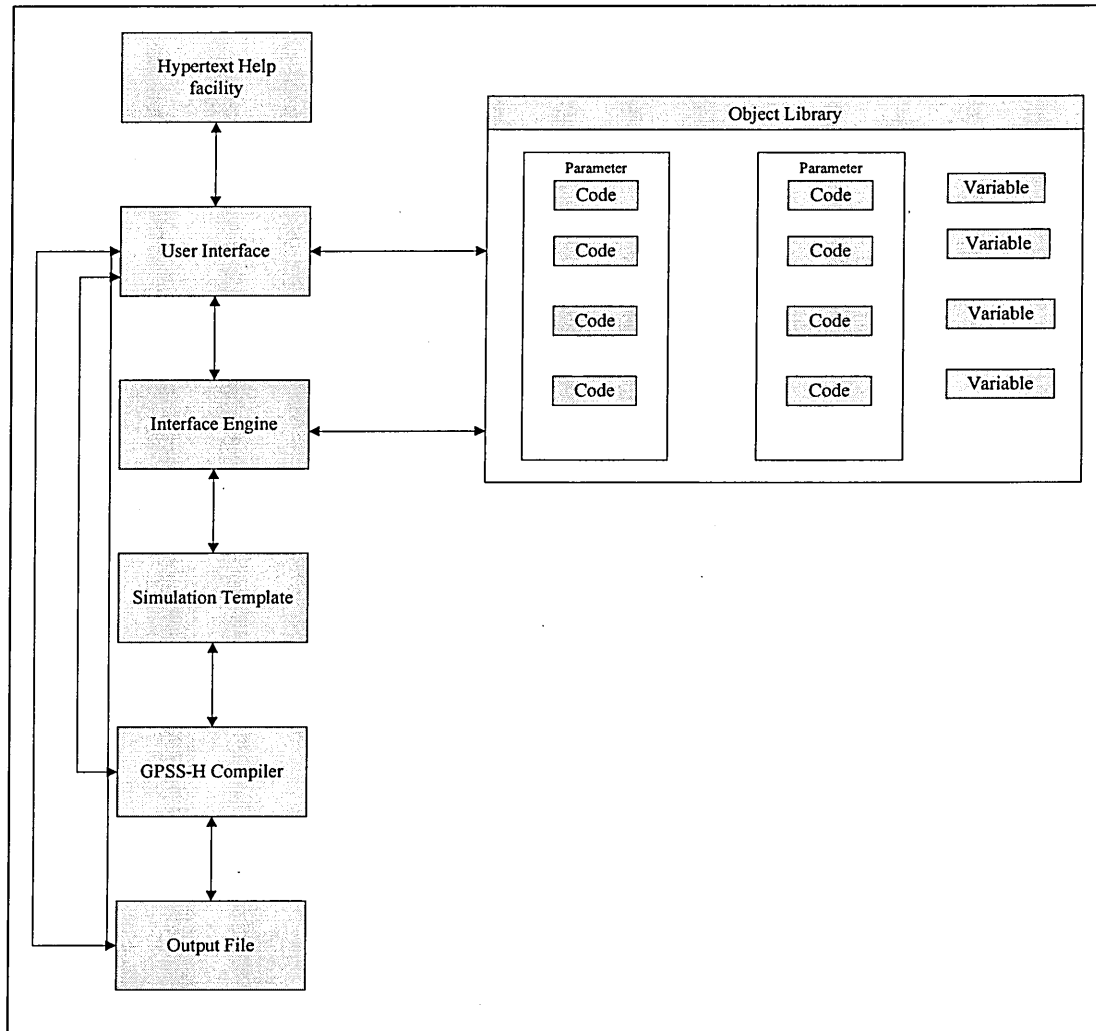 Hypertext Help
facility
User Interface
Interface Engine
Simulation Template
GPSS-H Compiler
Output File
Object Library
Parameter
Code
Code
Code
Code
Parameter
Code
Code
Code
Code
Variable
Variable
Variable
Variable